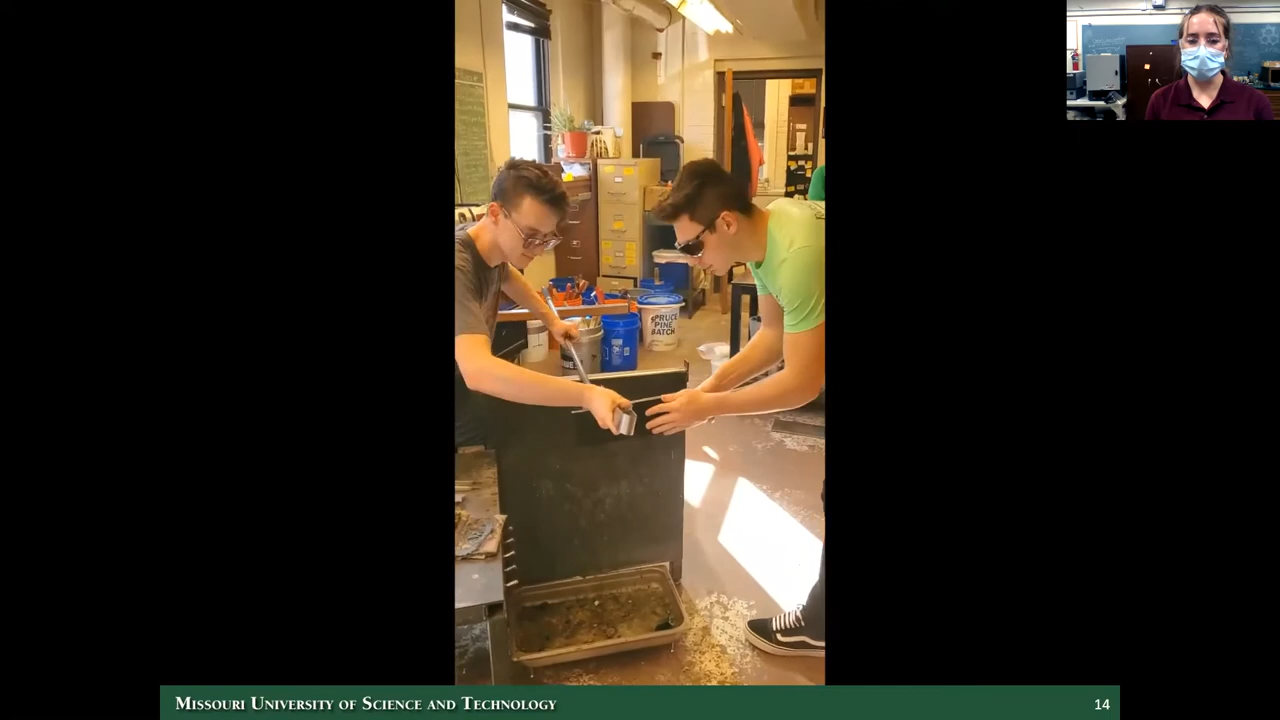 SPRUCE
PINE
BATCH
MISSOURI UNIVERSITY OF SCIENCE AND TECHNOLOGY
14